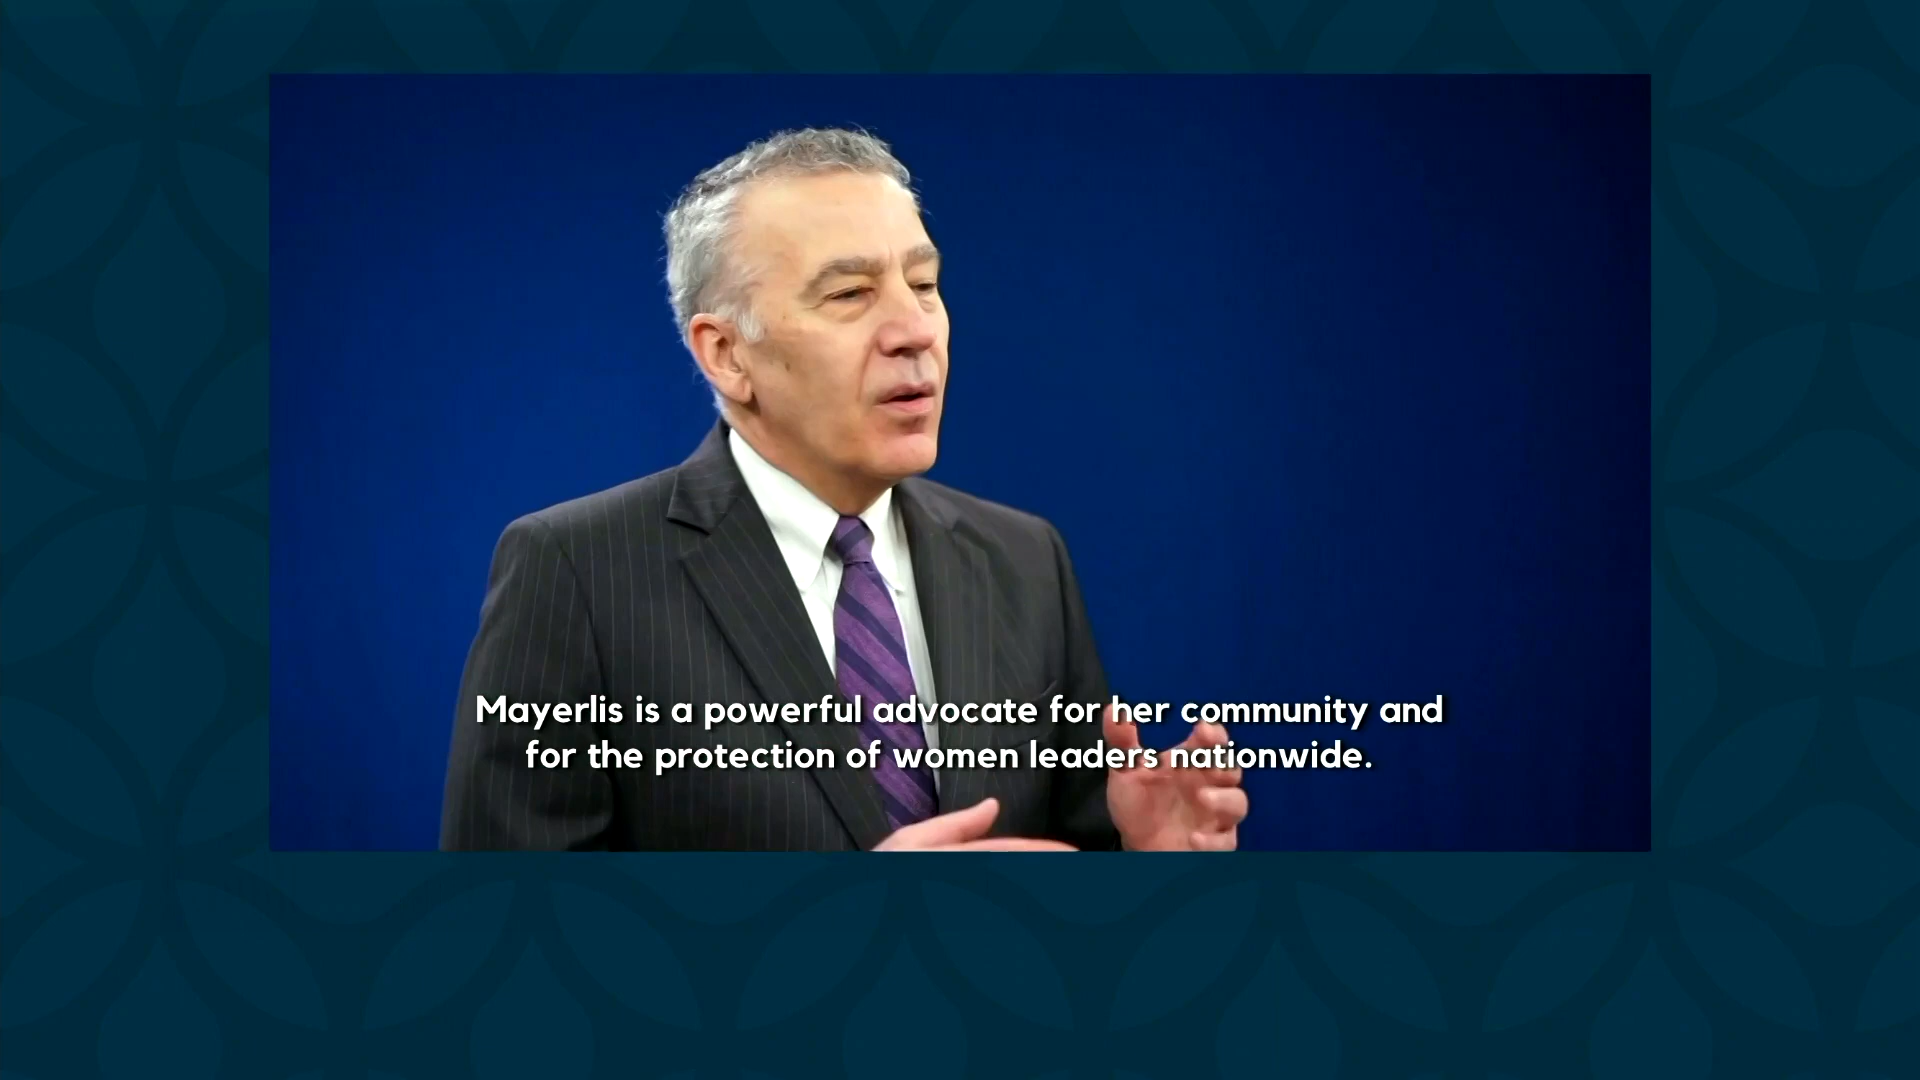 Mayerlis is a powerful advocate for her community and
for the protection of women leaders nationwide.